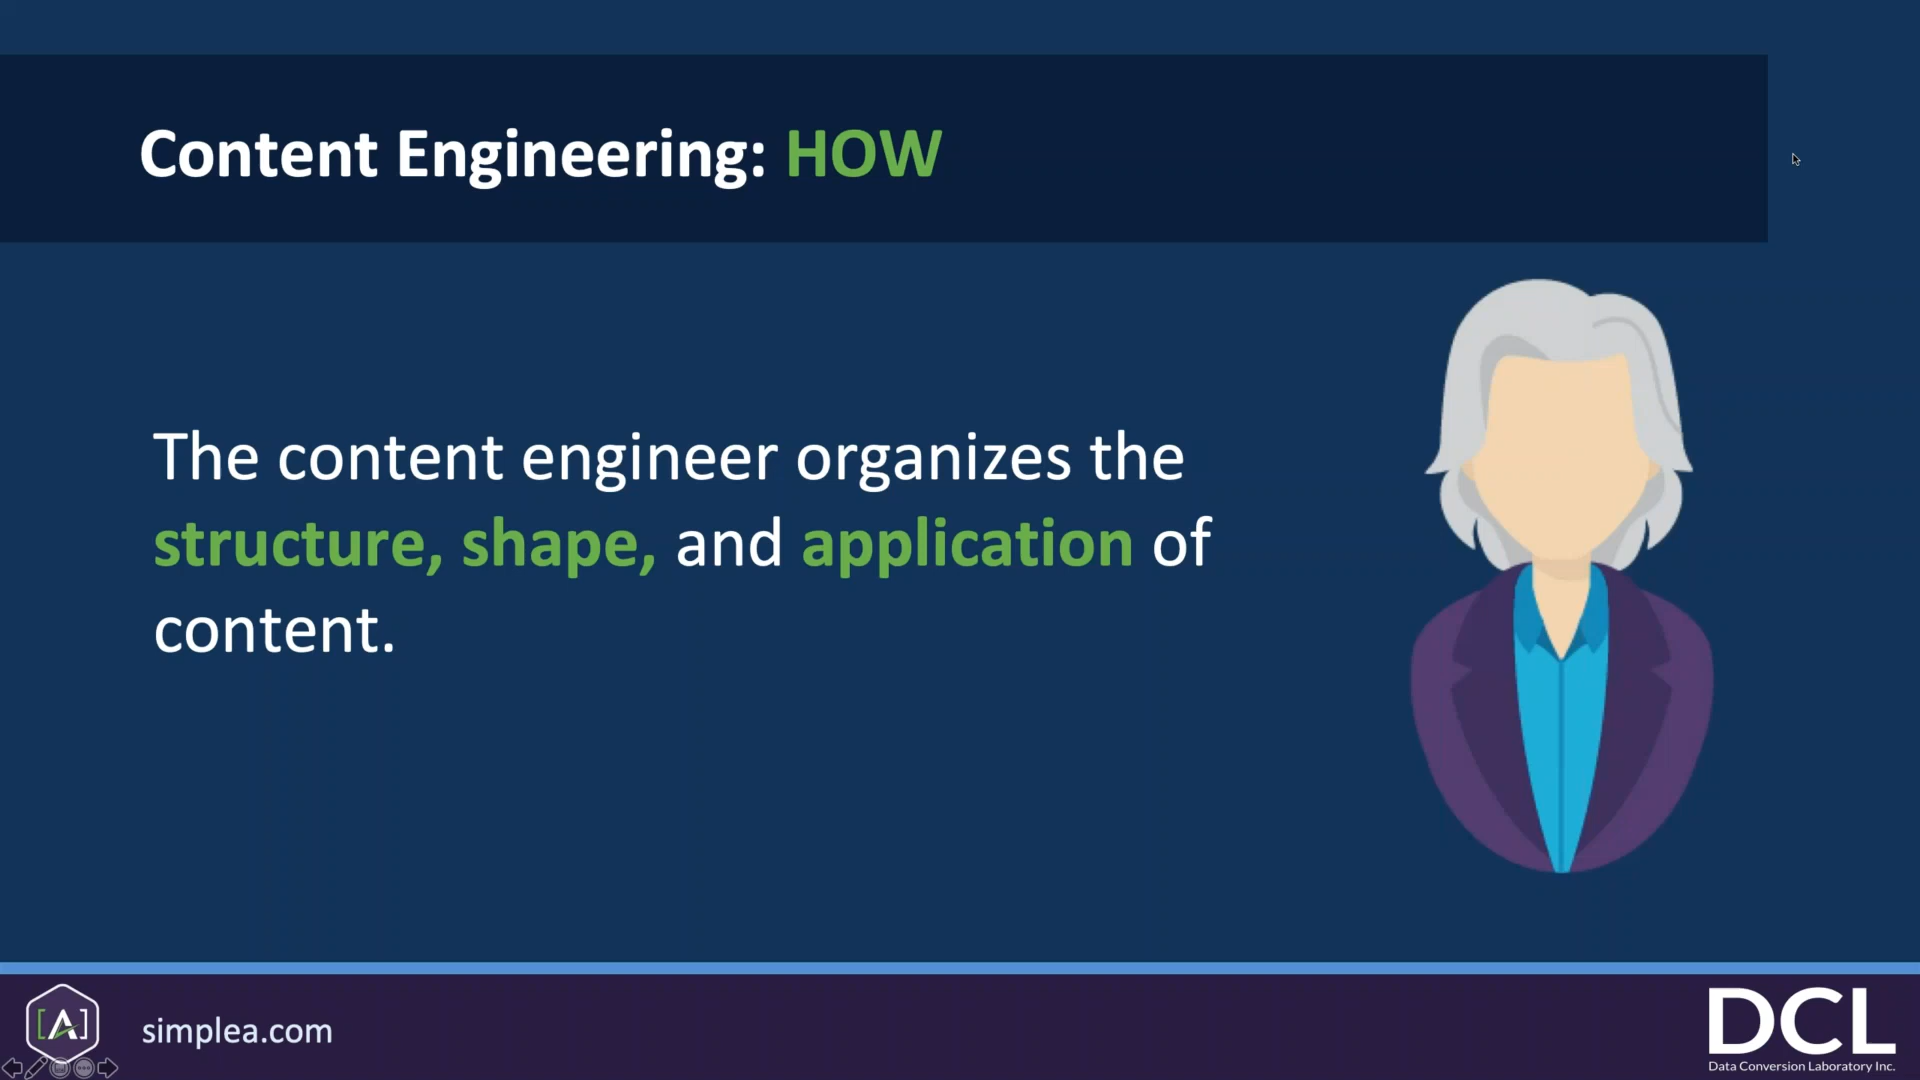 Content Engineering: HOW
The content engineer organizes the
structure, shape, and application of
content.
[A]
simplea.com
DCL
Data Conversion Laboratory Inc.